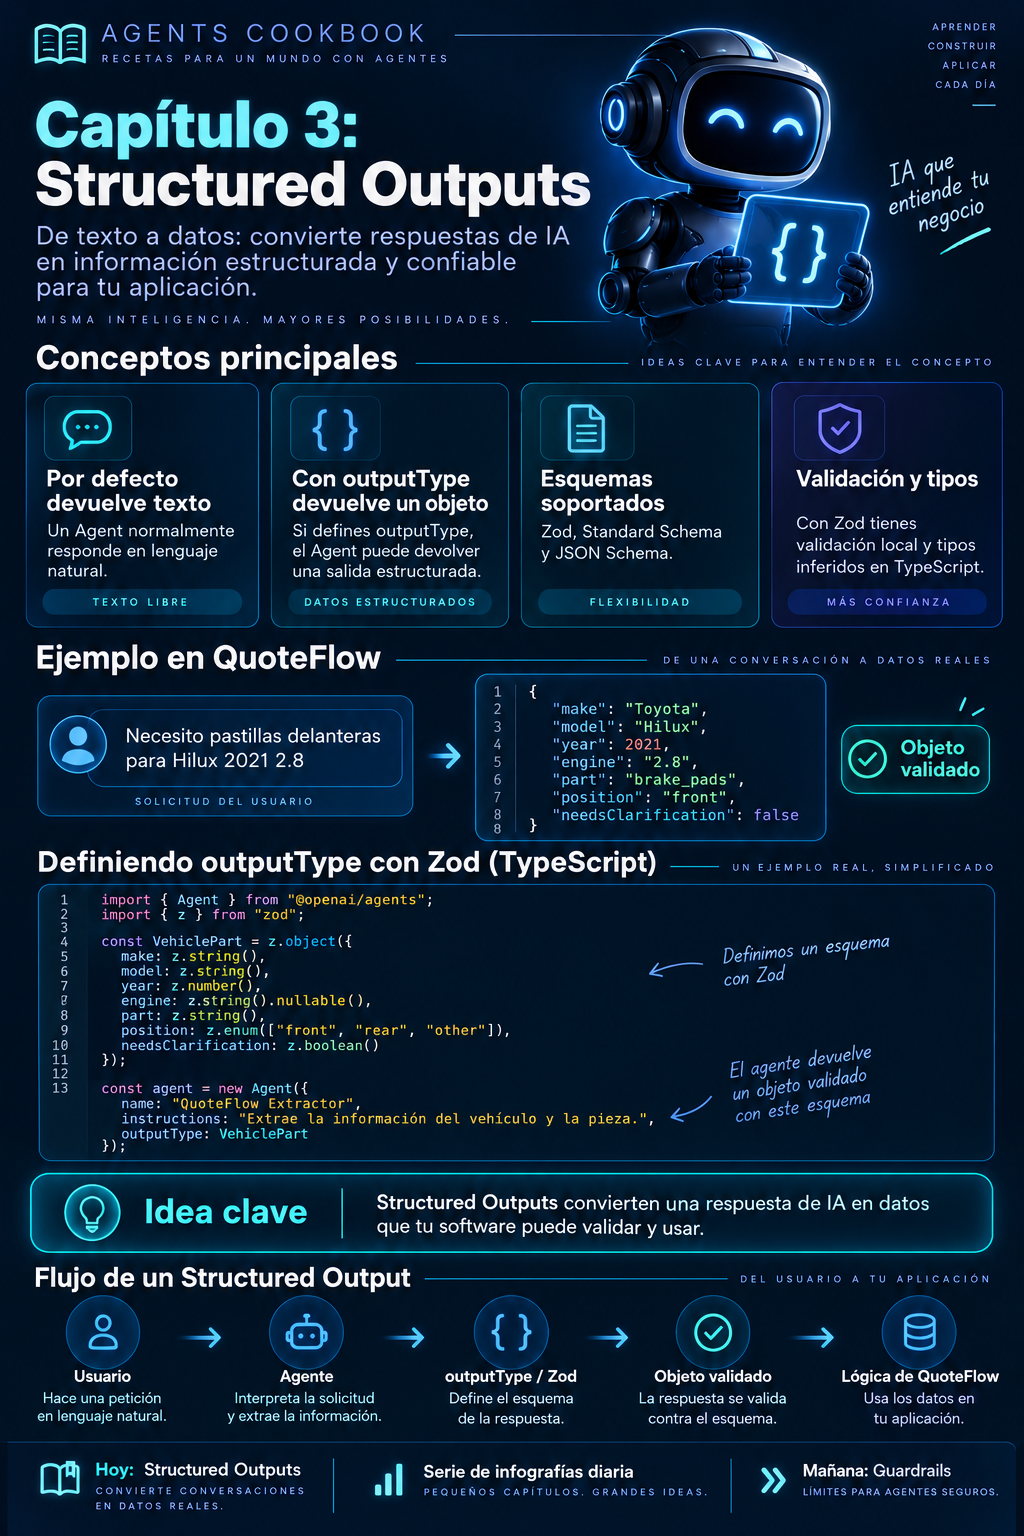 AGENTS COOKBOOK
RECETAS PARA UN MUNDO CON AGENTES
APRENDER
CONSTRUIR
APLICAR
CADA DÍA
Capítulo 3:
Structured Outputs
De texto a datos: convierte respuestas de IA
en información estructurada y confiable
para tu aplicación.
MISMA INTELIGENCIA. MAYORES POSIBILIDADES.
IA que
entiende tu
negocio
{}
Conceptos principales
IDEAS CLAVE PARA ENTENDER EL CONCEPTO
Por defecto
devuelve texto
Un Agent normalmente
responde en lenguaje
natural.
TEXTO LIBRE
{ }
Con outputType
devuelve un objeto
Si defines outputType,
el Agent puede devolver
una salida estructurada.
DATOS ESTRUCTURADOS
Esquemas
soportados
Zod, Standard Schema
y JSON Schema.
FLEXIBILIDAD
Validación y tipos
Con Zod tienes
validación local y tipos
inferidos en TypeScript.
MÁS CONFIANZA
Ejemplo en QuoteFlow
DE UNA CONVERSACIÓN A DATOS REALES
Necesito pastillas delanteras
para Hilux 2021 2.8
SOLICITUD DEL USUARIO
1 {
2 "make": "Toyota",
3 "model": "Hilux",
4 "year": 2021,
5 "engine": "2.8",
6 "part": "brake_pads",
7 "position": "front",
8 "needsClarification": false
8 }
Objeto
validado
Definiendo outputType con Zod (TypeScript)
UN EJEMPLO REAL, SIMPLIFICADO
1 import { Agent } from "@openai/agents";
2 import { z } from "zod";
3
4 const VehiclePart = z.object({
5 make: z.string(),
6 model: z.string(),
7 year: z.number(),
engine: z.string().nullable(),
8 part: z.string(),
9 position: z.enum(["front", "rear", "other"]),
10 needsClarification: z.boolean()
11 });
12
13 const agent = new Agent({
name: "QuoteFlow Extractor",
instructions: "Extrae la información del vehículo y la pieza.",
outputType: VehiclePart
});
Definimos un esquema
con Zod
El agente devuelve
un objeto validado
con este esquema
Idea clave
Structured Outputs convierten una respuesta de IA en datos
que tu software puede validar y usar.
Flujo de un Structured Output
DEL USUARIO A TU APLICACIÓN
Usuario
Hace una petición
en lenguaje natural.
Agente
Interpreta la solicitud
y extrae la información.
{ }
outputType / Zod
Define el esquema
de la respuesta.
Objeto validado
La respuesta se valida
contra el esquema.
Lógica de QuoteFlow
Usa los datos en
tu aplicación.
Hoy: Structured Outputs
CONVIERTE CONVERSACIONES
EN DATOS REALES.
Serie de infografías diaria
PEQUEÑOS CAPÍTULOS. GRANDES IDEAS.
Mañana: Guardrails
LÍMITES PARA AGENTES SEGUROS.